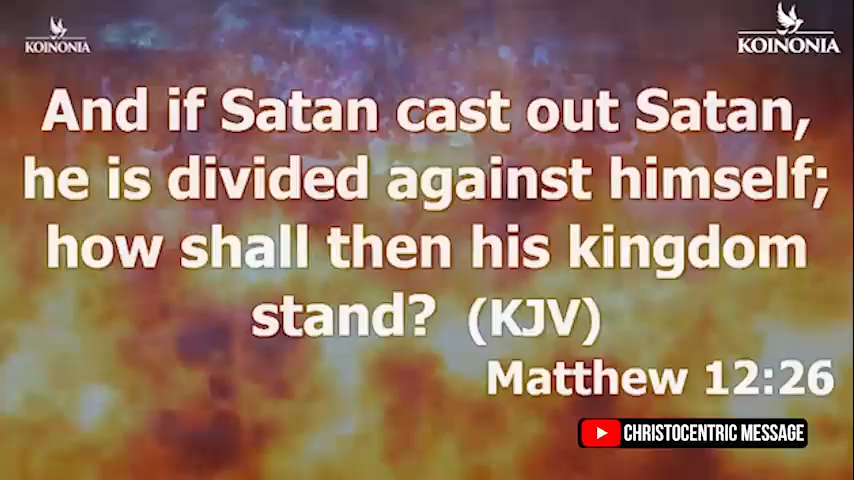 KOINONIA
KOINONIA
And if Satan cast out Satan,
he is divided against himself;
how shall then his kingdom
stand? (KJV)
Matthew 12:26
CHRISTOCENTRIC MESSAGE